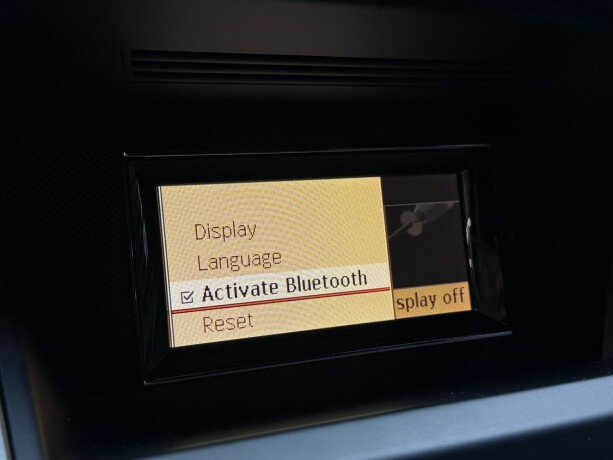 Display
Language
Activate Bluetooth
splay off
Reset